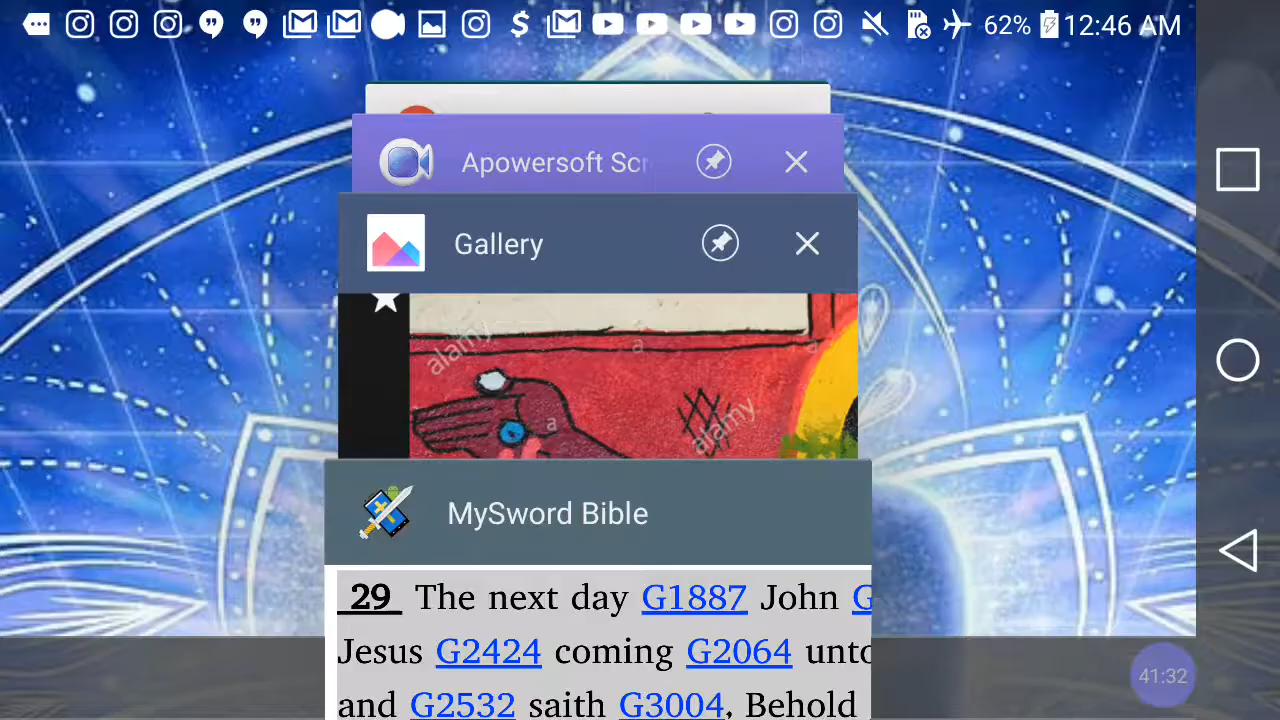 62% 12:46 AM
Apowersoft Scr
Gallery
alamy
a
a
alamy
MySword Bible
29 The next day G1887 John G
Jesus G2424 coming G2064 unto
and G2532 saith G3004, Behold
41:32